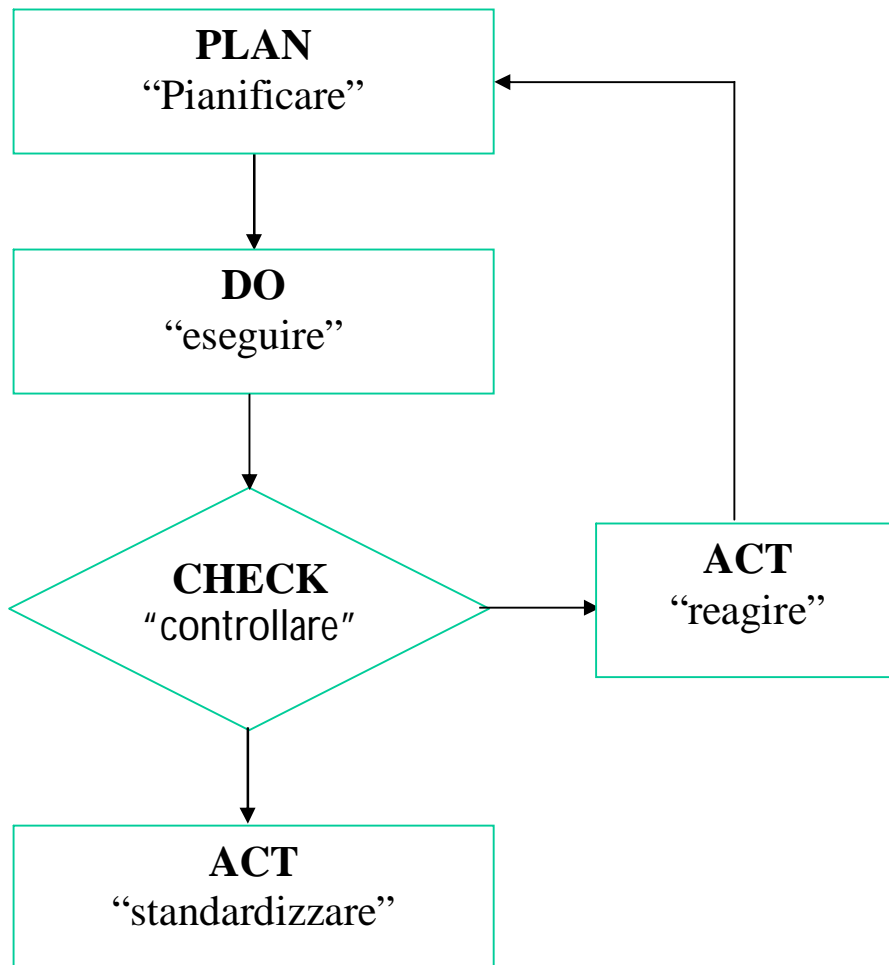 PLAN
“Pianificare”
DO
“eseguire”
CHECK
“controllare”
ACT
“reagire”
ACT
“standardizzare”